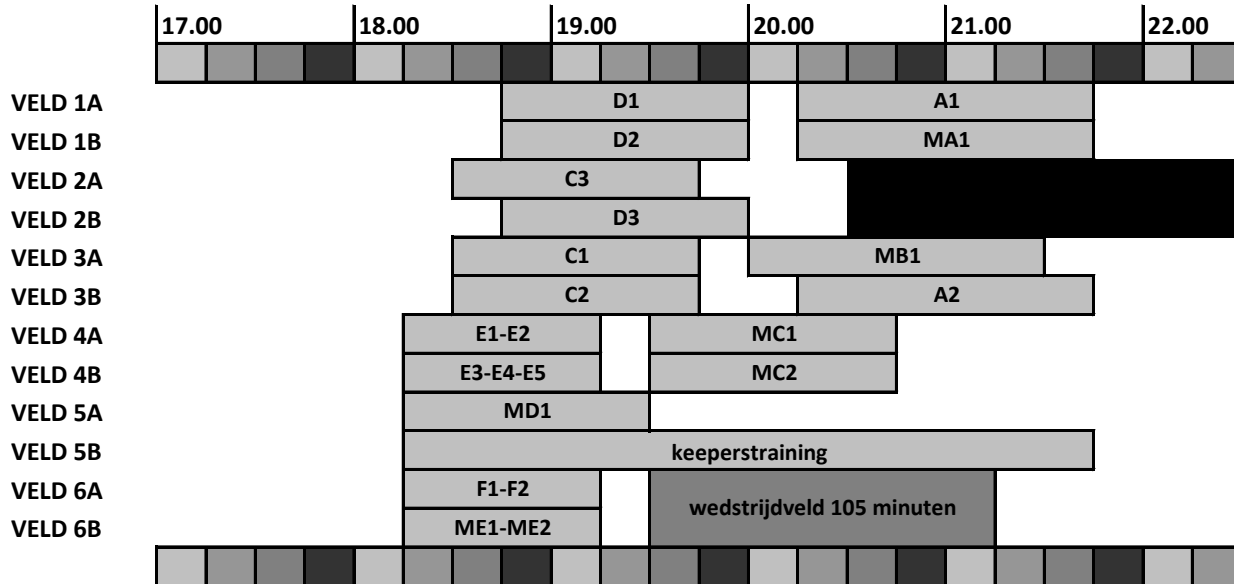 17.00 18.00 19.00 20.00 21.00 22.00
VELD 1A D1 A1
VELD 1B D2 MA1
VELD 2A C3
VELD 2B D3
VELD 3A C1 MB1
VELD 3B C2 A2
VELD 4A E1-E2 MC1
VELD 4B E3-E4-E5 MC2
VELD 5A MD1
VELD 5B keeperstraining
VELD 6A F1-F2
wedstrijdveld 105 minuten
VELD 6B ME1-ME2